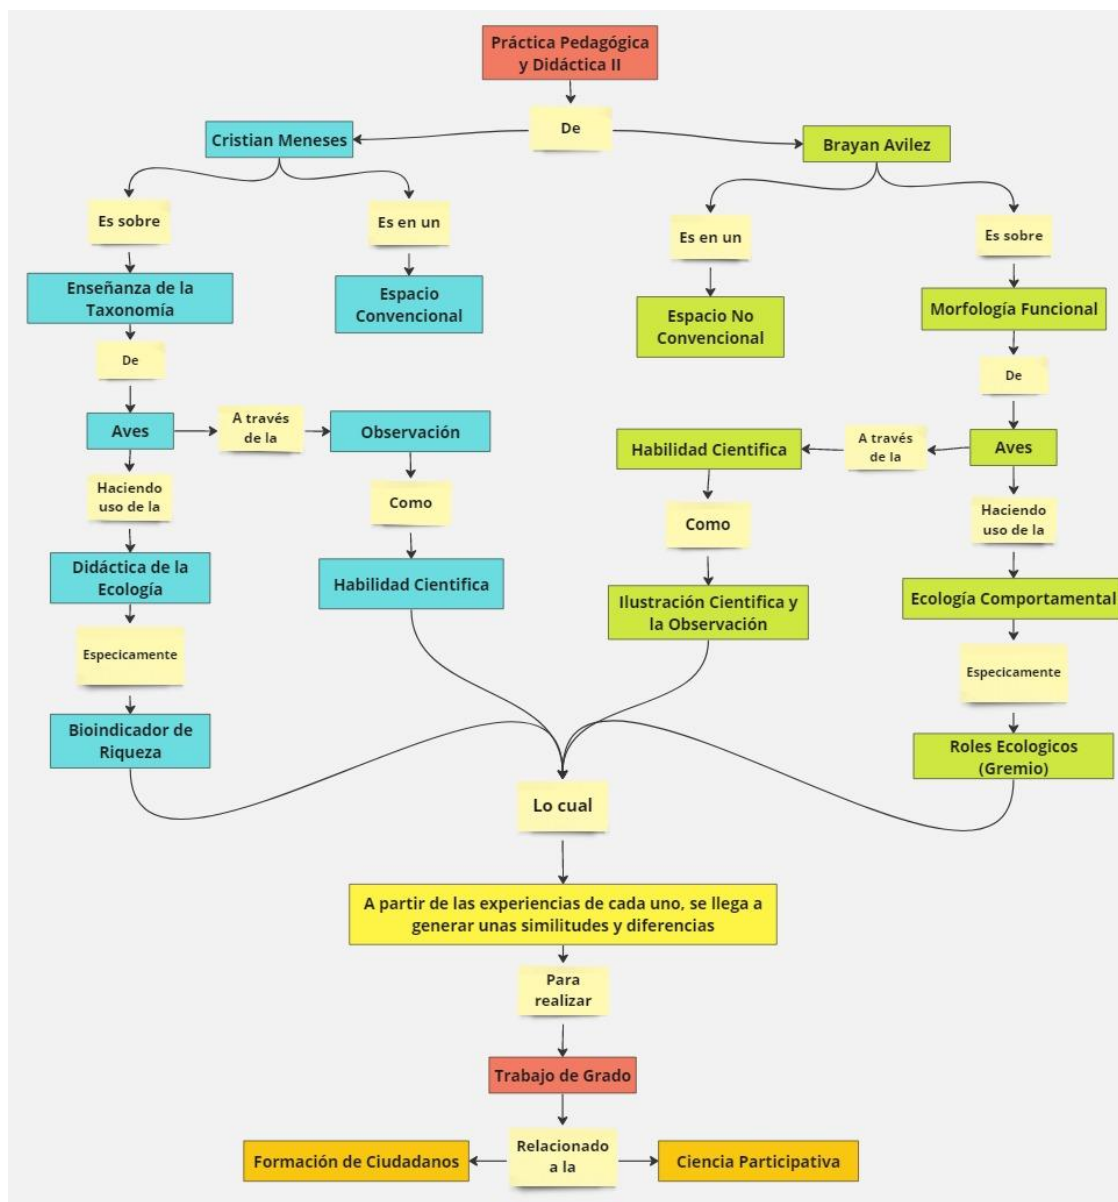 Práctica Pedagógica
y Didáctica II
De
Cristian Meneses
Brayan Avilez
Es sobre
Es en un
Es en un
Es sobre
Enseñanza de la
Taxonomía
Espacio
Convencional
Espacio No
Convencional
Morfología Funcional
De
De
Aves
A través
de la
Observación
Habilidad Cientifica
A través
de la
Aves
Haciendo
uso de la
Como
Como
Haciendo
uso de la
Didáctica de la
Ecología
Habilidad Cientifica
Ilustración Cientifica y
la Observación
Ecología Comportamental
Especicamente
Especicamente
Bioindicador de
Riqueza
Roles Ecologicos
(Gremio)
Lo cual
A partir de las experiencias de cada uno, se llega a
generar unas similitudes y diferencias
Para
realizar
Trabajo de Grado
Formación de Ciudadanos
Relacionado
a la
Ciencia Participativa